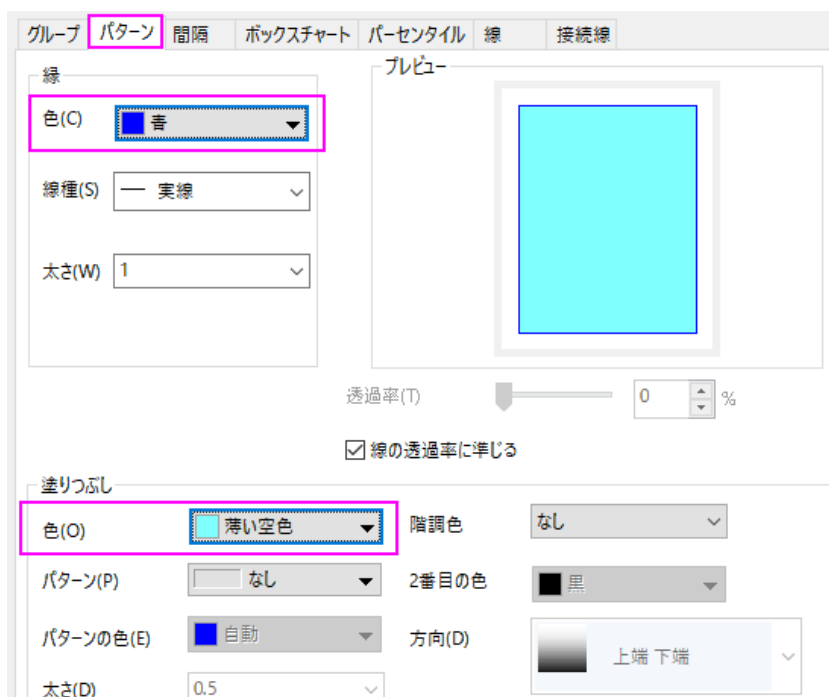 グループ パターン 間隔 ボックスチャート パーセンタイル 線 接続線
縁
プレビュー
色(C) 青
線種(S) 実線
太さ(W) 1
透過率(T) 0 %
線の透過率に準じる
塗りつぶし
色(O) 薄い空色 階調色 なし
パターン(P) なし 2番目の色 黒
パターンの色(E) 自動 方向(D) 上端 下端
太さ(D) 0.5